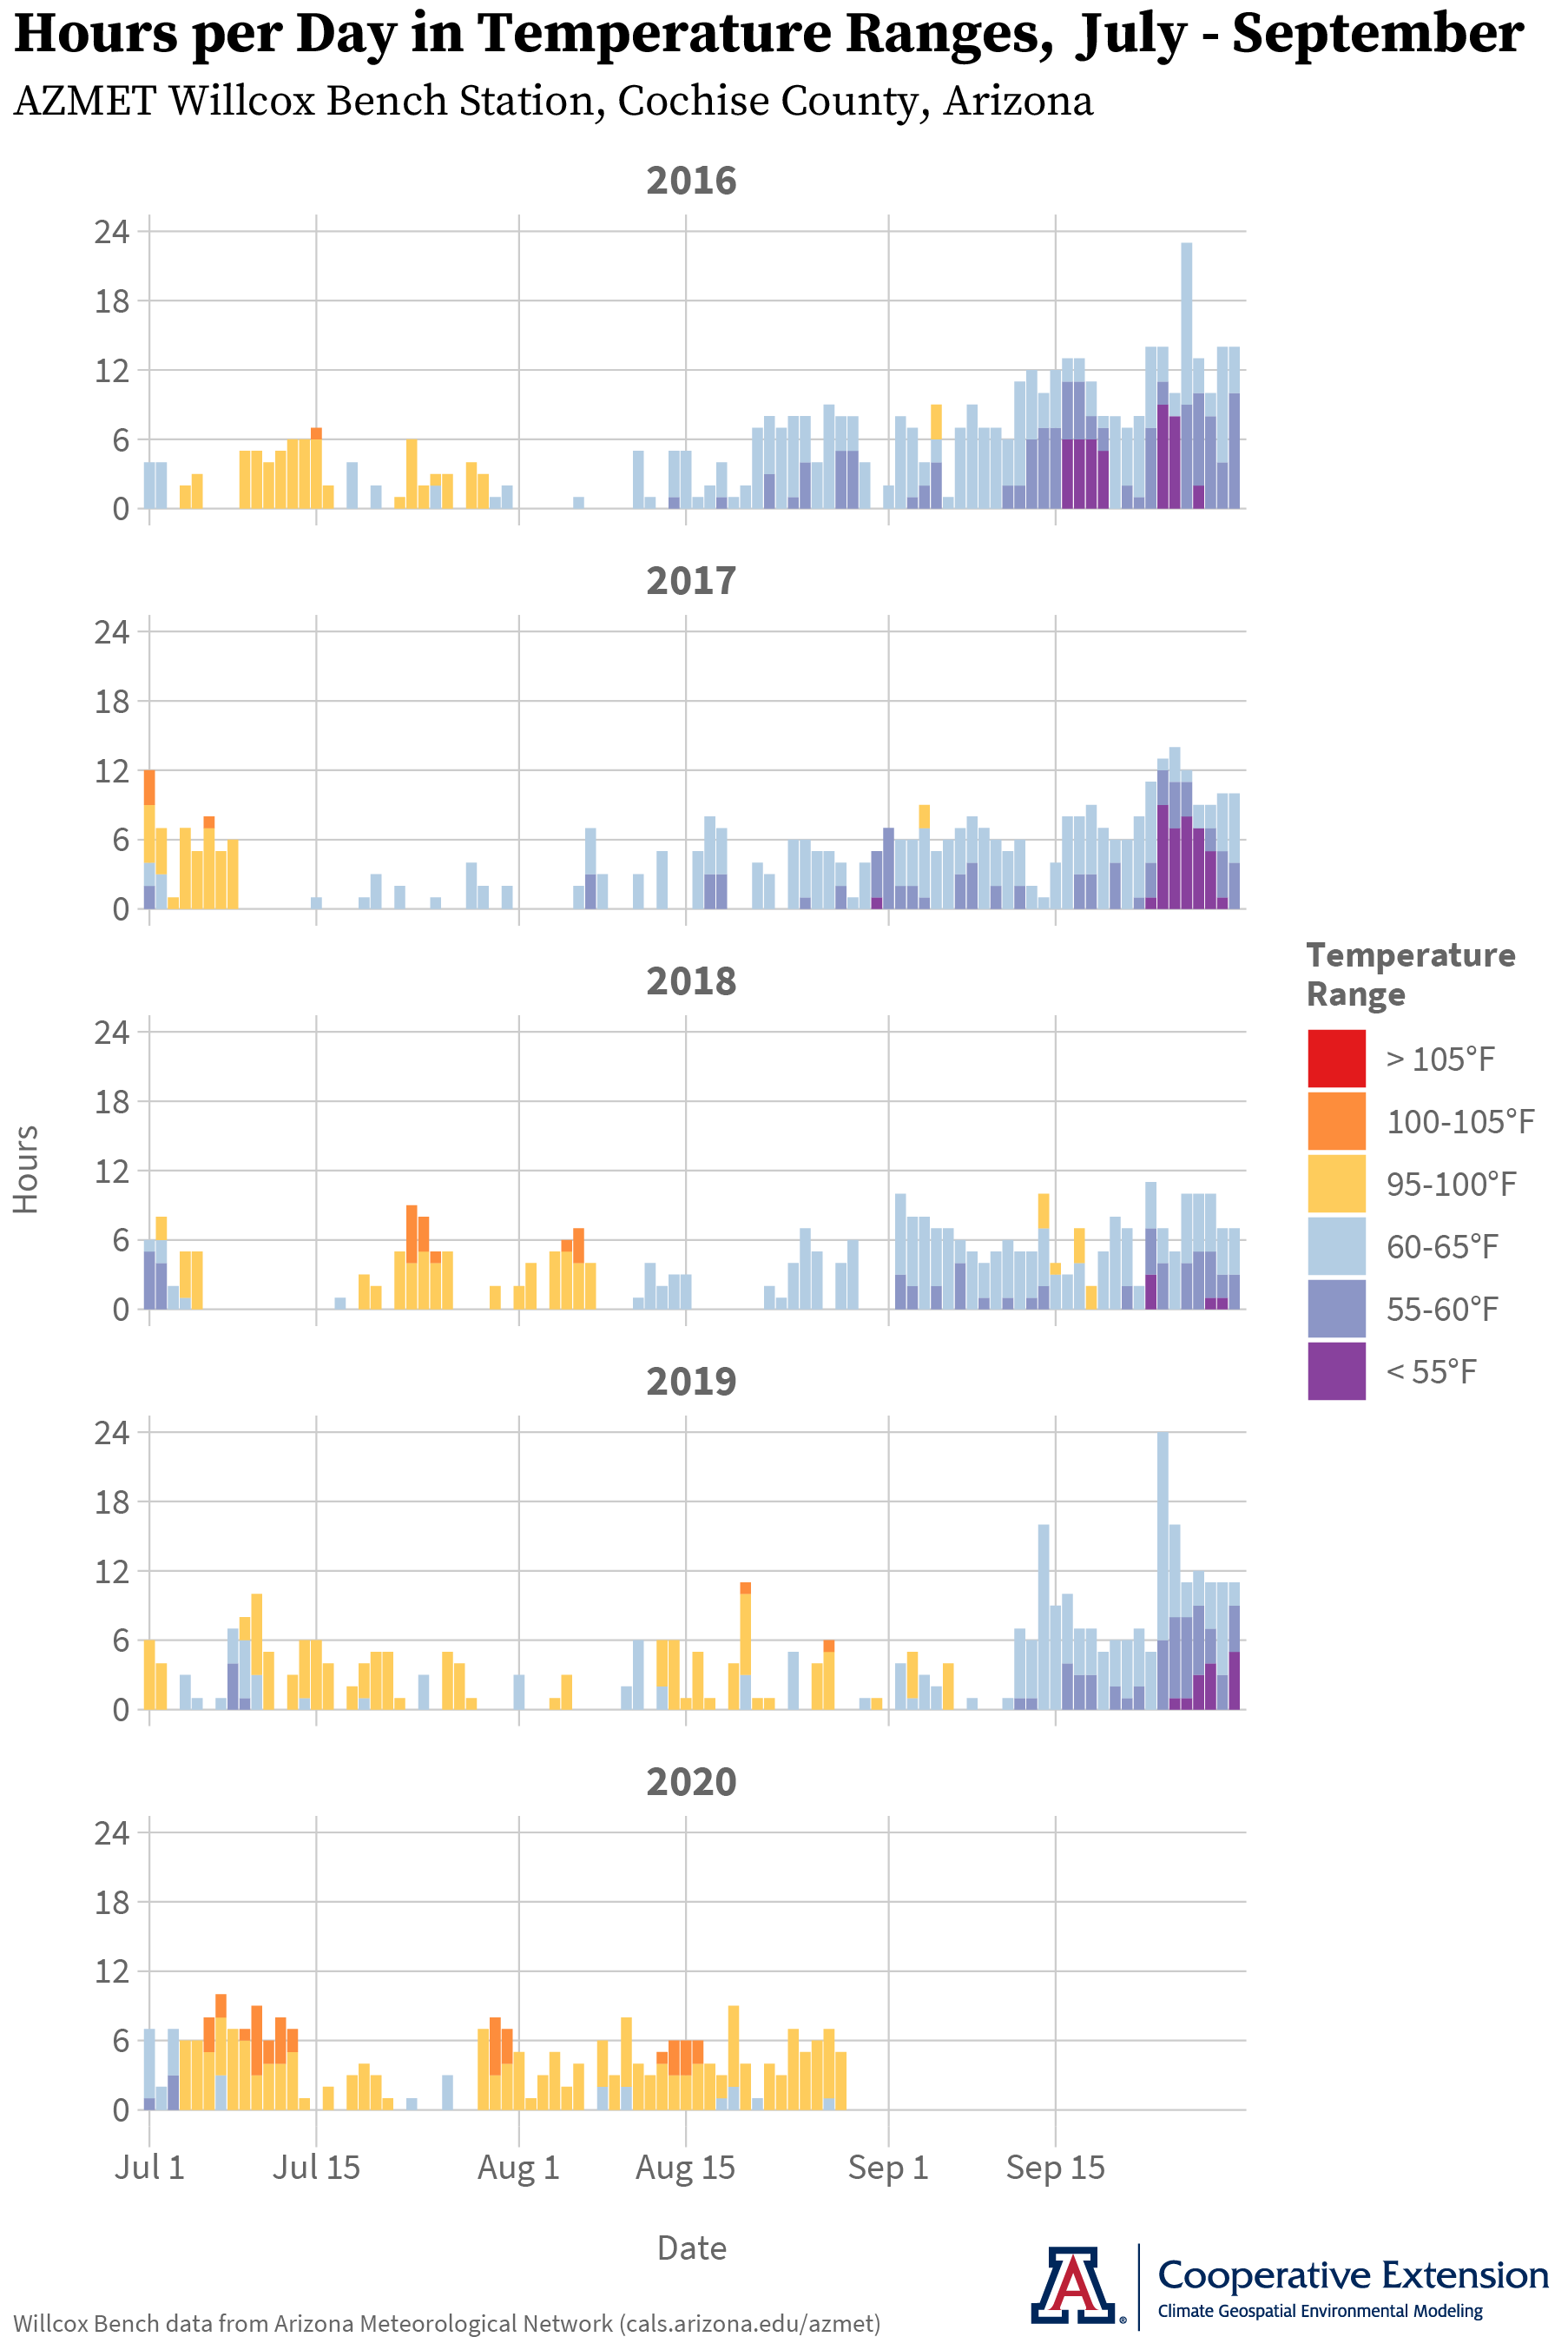 Hours per Day in Temperature Ranges, July - September
AZMET Willcox Bench Station, Cochise County, Arizona
2016
24
18
12
6
0
2017
24
18
12
6
0
2018
24
18
12
6
0
2019
24
18
12
6
0
2020
24
18
12
6
0
Hours
Jul 1 Jul 15 Aug 1 Aug 15 Sep 1 Sep 15
Date
Temperature
Range
> 105°F
100-105°F
95-100°F
60-65°F
55-60°F
< 55°F
Willcox Bench data from Arizona Meteorological Network (cals.arizona.edu/azmet)
A ®
Cooperative Extension
Climate Geospatial Environmental Modeling